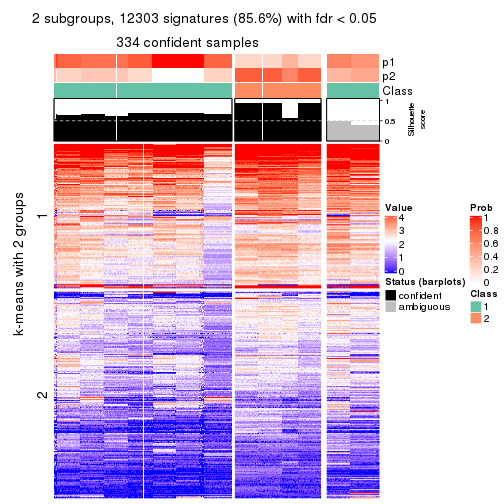 2 subgroups, 12303 signatures (85.6%) with fdr < 0.05
334 confident samples
p1
p2
Class
1
0.5
0
Silhouette
score
k-means with 2 groups
1
2
Value
4
3
2
1
0
Prob
1
0.8
0.6
0.4
0.2
0
Status (barplots)
confident
ambiguous
Class
1
2